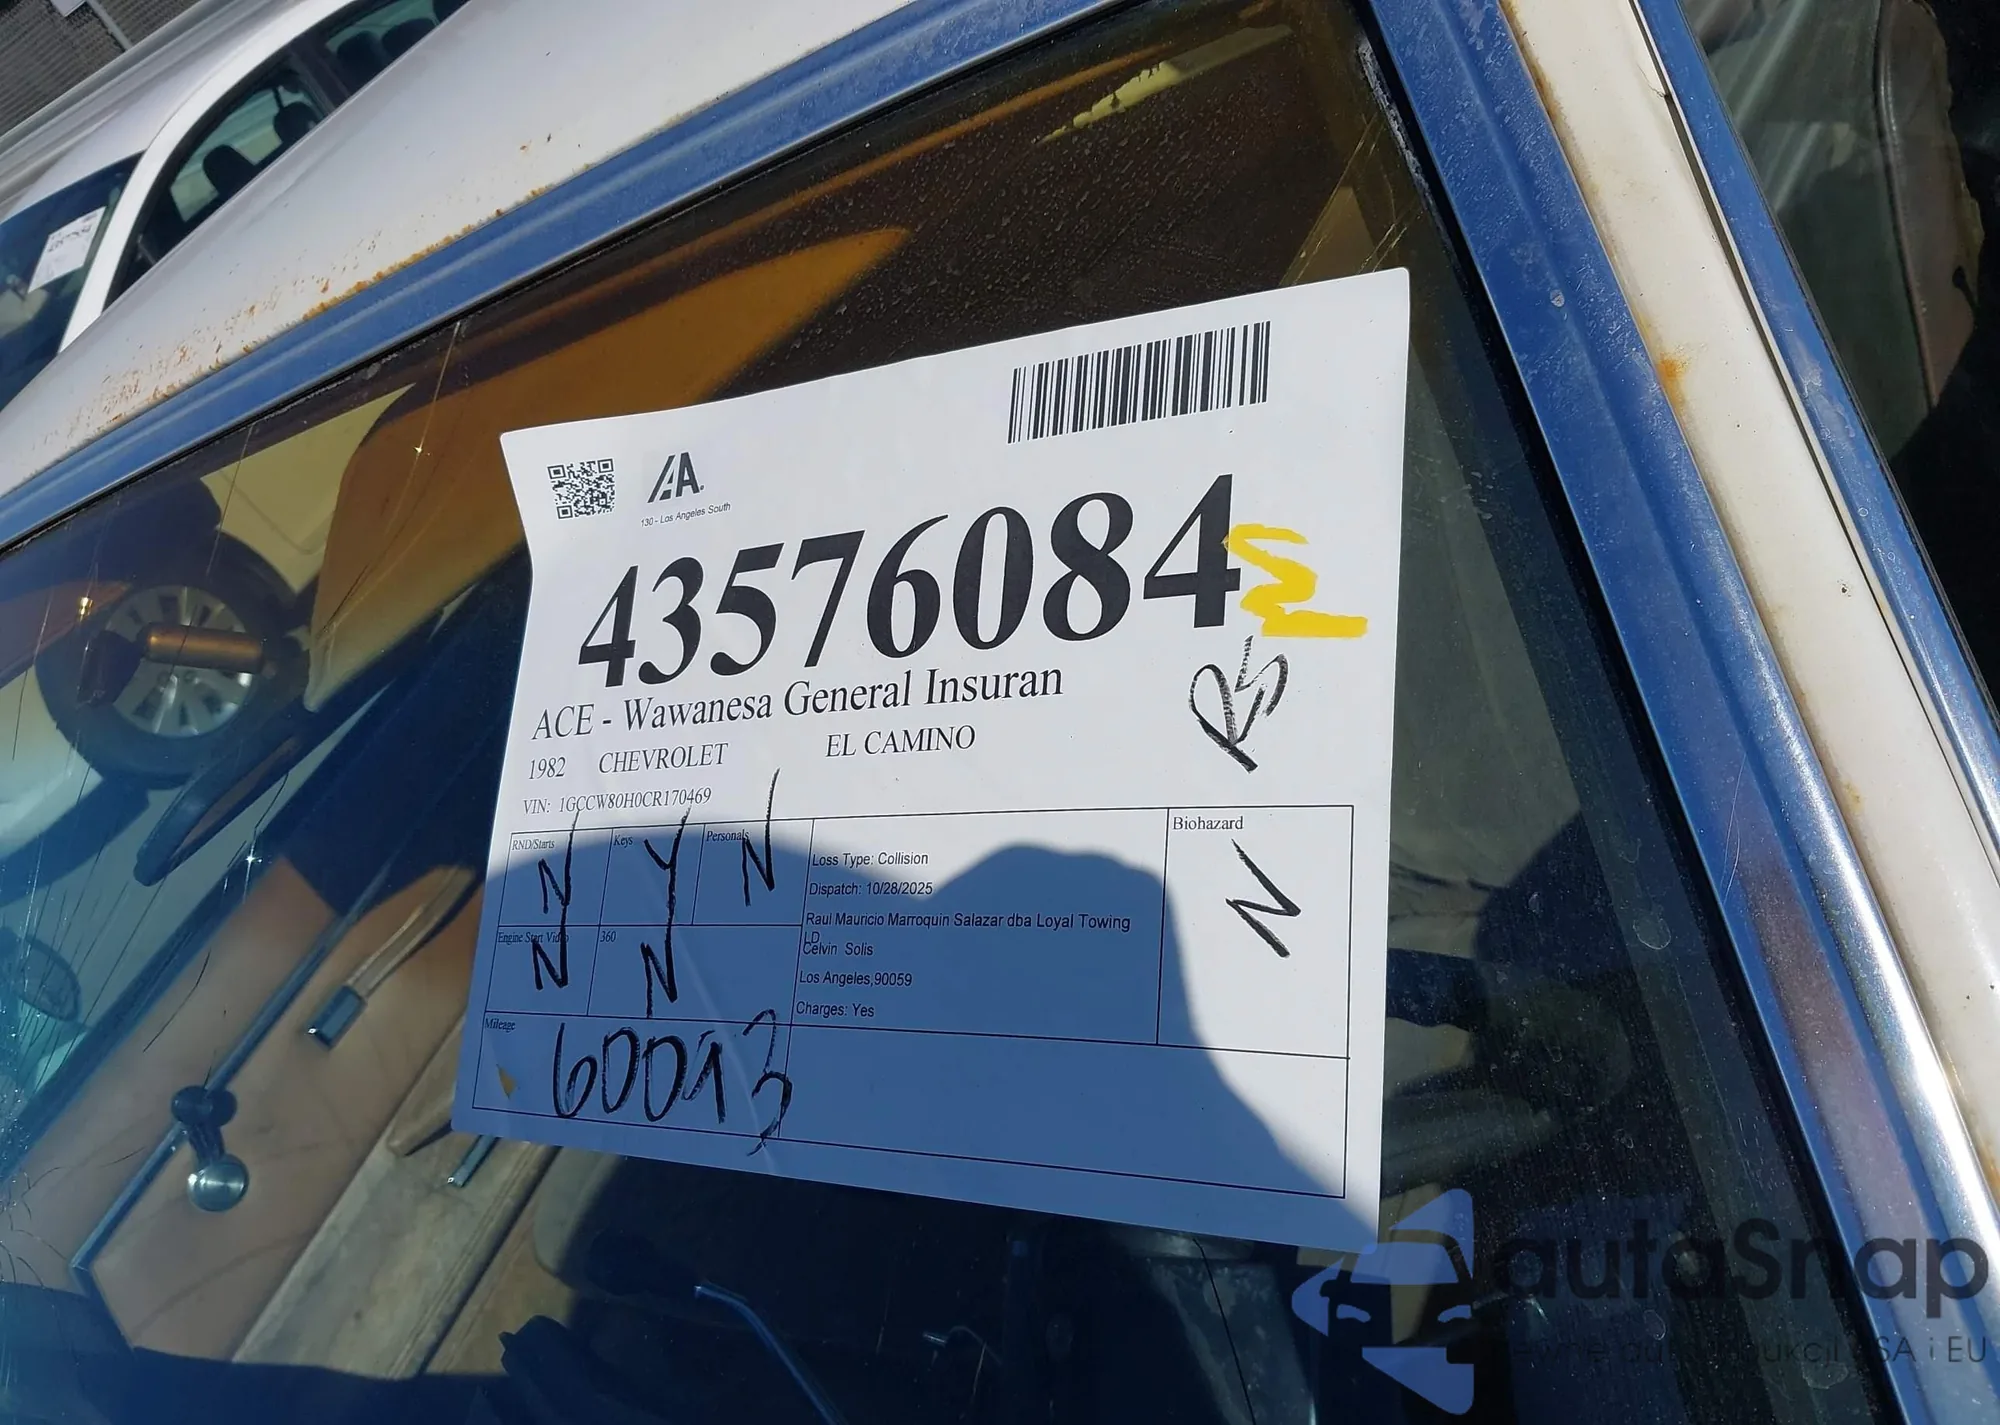 IAA.
130 - Los Angeles South
43576084
ACE - Wawanesa General Insuran
RS
1982 CHEVROLET EL CAMINO
VIN: 1GCCW80H0CR170469
RND/Starts Keys Personals Biohazard
N Y N N
Loss Type: Collision
Dispatch: 10/28/2025
Raul Mauricio Marroquin Salazar dba Loyal Towing
LD
Celvin Solis
Los Angeles,90059
Charges: Yes
Engine Start Video 360
N N
Mileage
60013
autaSnap